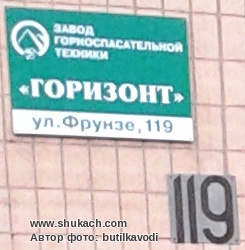 ЗАВОД
ГОРНОСПАСАТЕЛЬНОЙ
ТЕХНИКИ
«ГОРИЗОНТ»
ул.Фрунзе, 119
119
www.shukach.com
Автор фото: butilkavodi